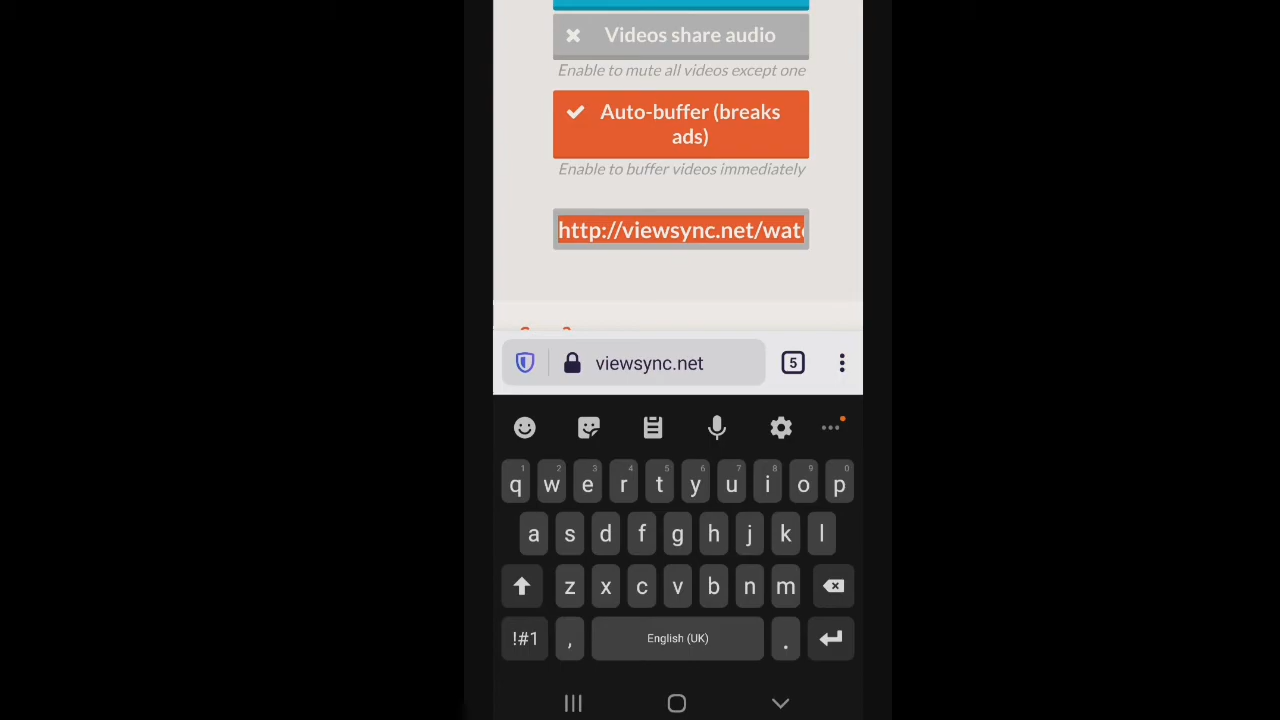 Videos share audio
Enable to mute all videos except one
Auto-buffer (breaks
ads)
Enable to buffer videos immediately
http://viewsync.net/wat
viewsync.net
5
1 2 3 4 5 6 7 8 9 0
q w e r t y u i o p
a s d f g h j k l
z x c v b n m
!#1 , English (UK) .